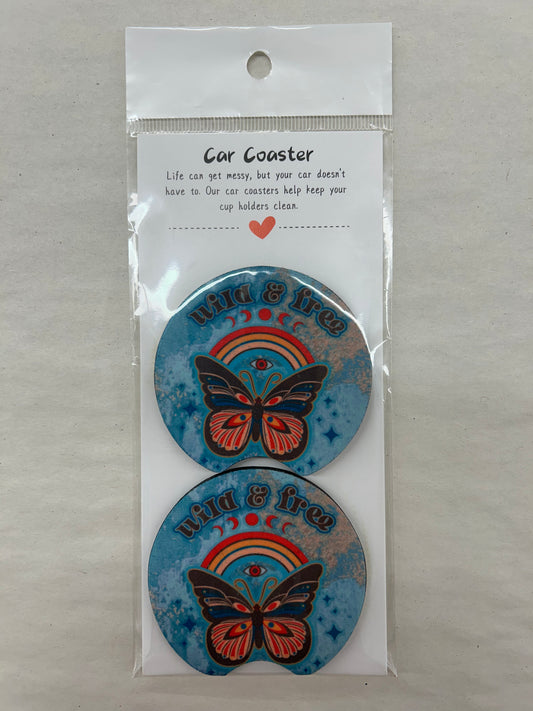 Car Coaster
Life can get messy, but your car doesn't
have to. Our car coasters help keep your
cup holders clean.
wild & free
wild & free